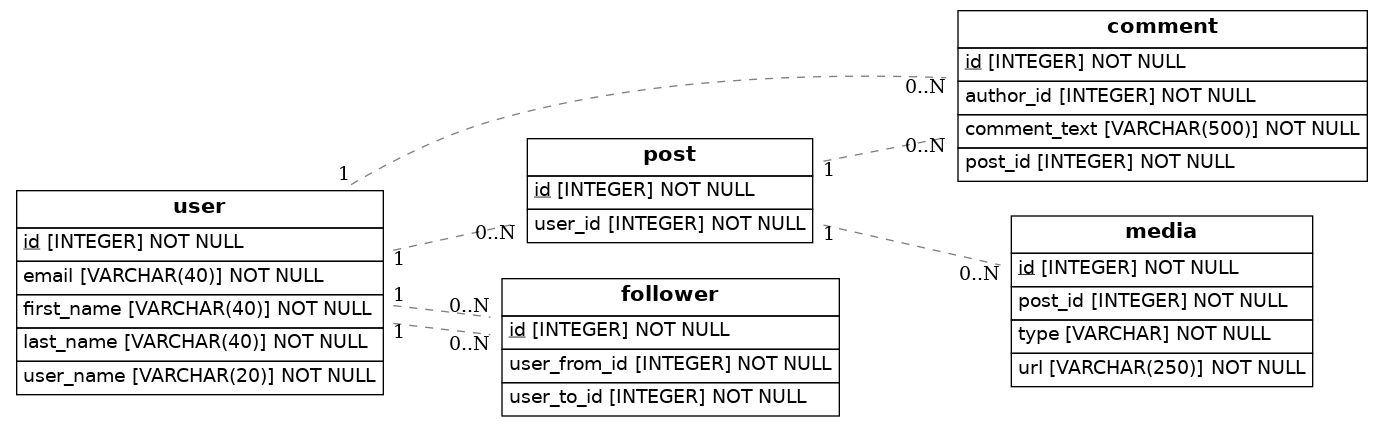 user
id [INTEGER] NOT NULL
email [VARCHAR(40)] NOT NULL
first_name [VARCHAR(40)] NOT NULL
last_name [VARCHAR(40)] NOT NULL
user_name [VARCHAR(20)] NOT NULL
1
0..N
1
0..N
1
0..N
1
0..N
post
id [INTEGER] NOT NULL
user_id [INTEGER] NOT NULL
follower
id [INTEGER] NOT NULL
user_from_id [INTEGER] NOT NULL
user_to_id [INTEGER] NOT NULL
1
0..N
1
0..N
comment
id [INTEGER] NOT NULL
author_id [INTEGER] NOT NULL
comment_text [VARCHAR(500)] NOT NULL
post_id [INTEGER] NOT NULL
media
id [INTEGER] NOT NULL
post_id [INTEGER] NOT NULL
type [VARCHAR] NOT NULL
url [VARCHAR(250)] NOT NULL